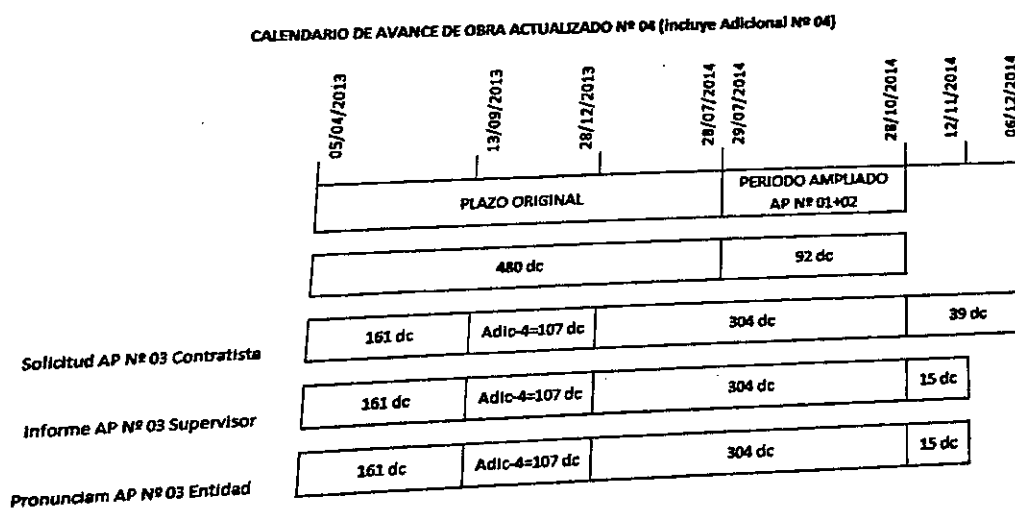 CALENDARIO DE AVANCE DE OBRA ACTUALIZADO Nº 04 (incluye Adicional Nº 04)
05/04/2013
13/09/2013
28/12/2013
28/07/2014
29/07/2014
28/10/2014
12/11/2014
06/12/2014
PLAZO ORIGINAL
PERIODO AMPLIADO
AP Nº 01+02
480 dc
92 dc
Solicitud AP Nº 03 Contratista
161 dc
Adic-4=107 dc
304 dc
39 dc
Informe AP Nº 03 Supervisor
161 dc
Adic-4=107 dc
304 dc
15 dc
Pronunciam AP Nº 03 Entidad
161 dc
Adic-4=107 dc
304 dc
15 dc